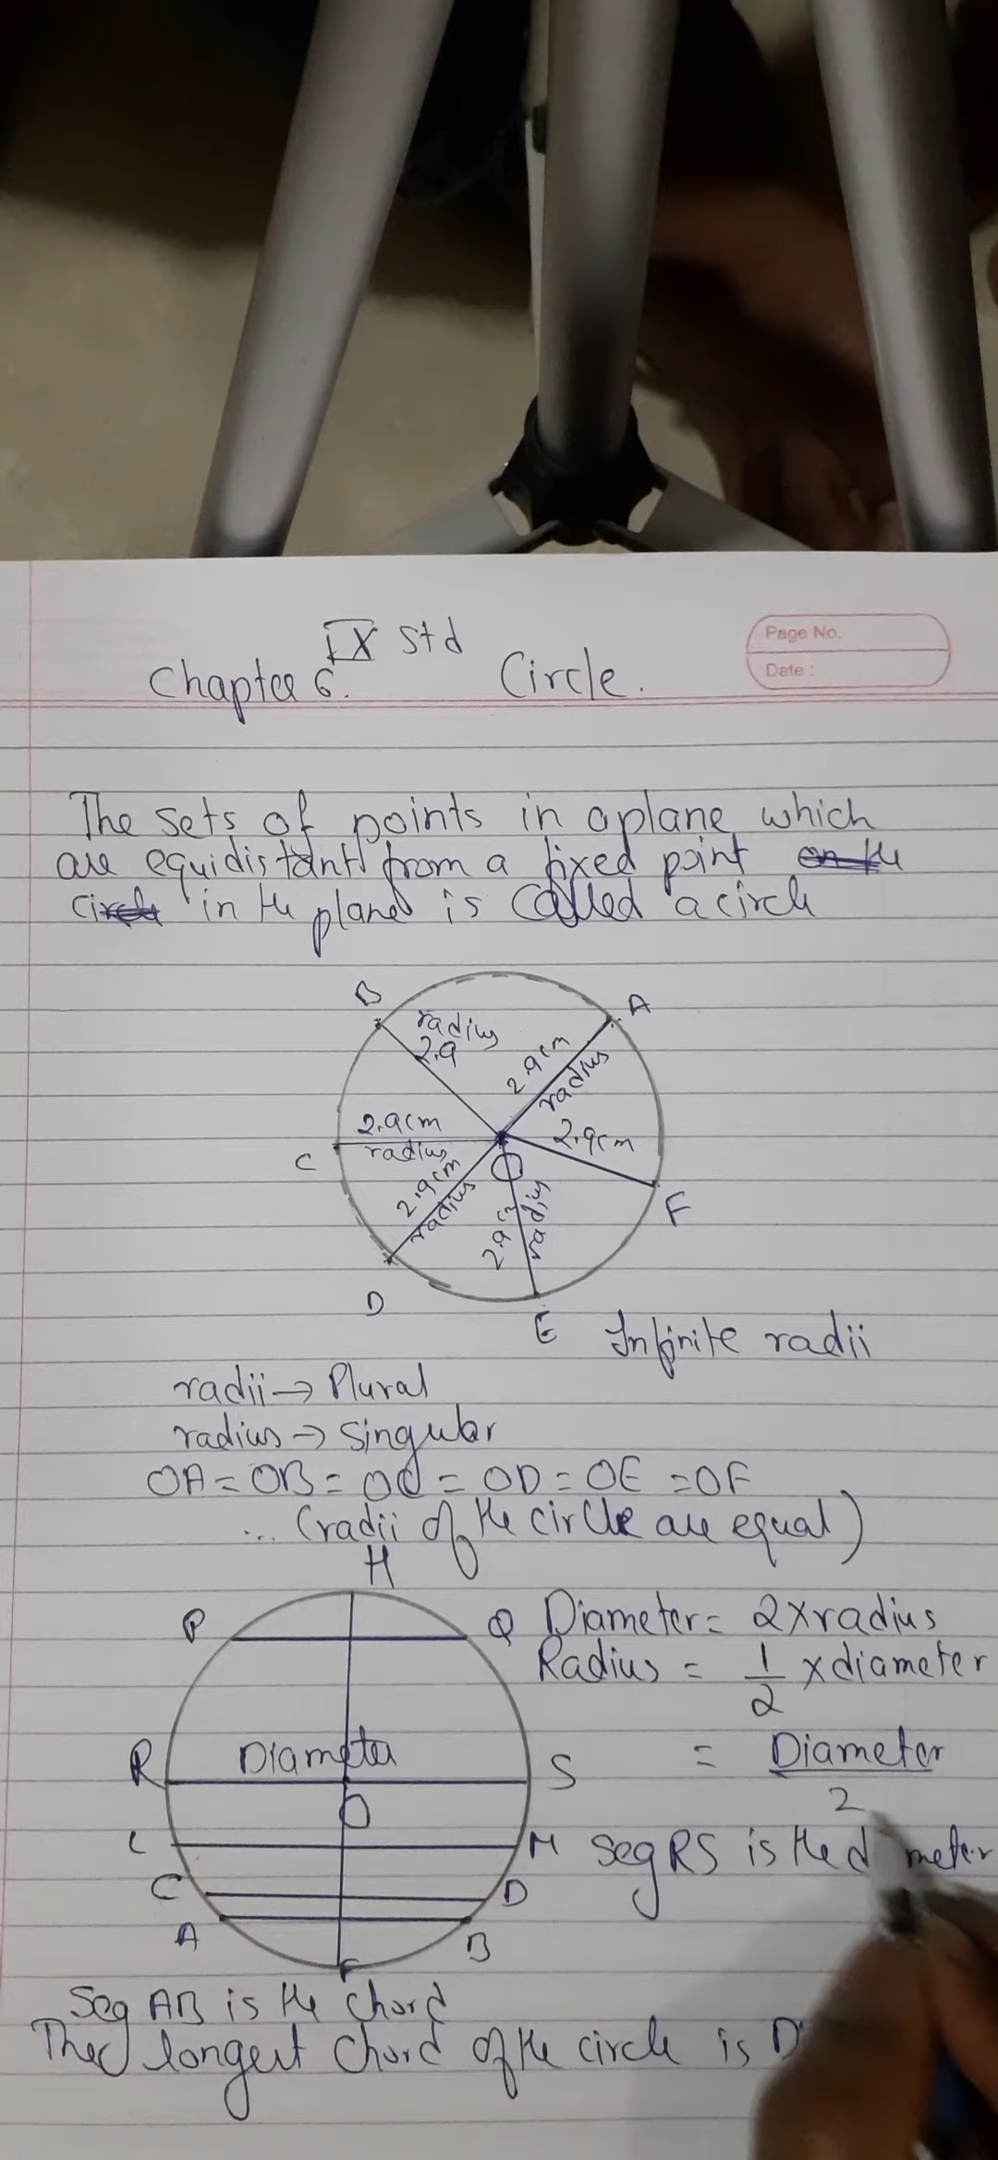 IX Std
Chapter 6. Circle.
Page No.
Date :
The sets of points in a plane which
are equidistant from a fixed point on the
circle in the plane is called a circle
B
A
radius
2.9
2.9cm
radius
2.9cm
radius
C
2.9cm
O
2.9cm
radius
F
radius
D
E
Infinite radii
radii → Plural
radius → Singular
OA = OB = OC = OD = OE = OF
... (radii of the circle are equal)
H
P
Q
Diameter = 2 x radius
Radius = 1/2 x diameter
R
Diameter
S
= Diameter
2
O
L
M
Seg RS is the d meter
C
D
A
B
F
Seg AB is the chord
The longest chord of the circle is D